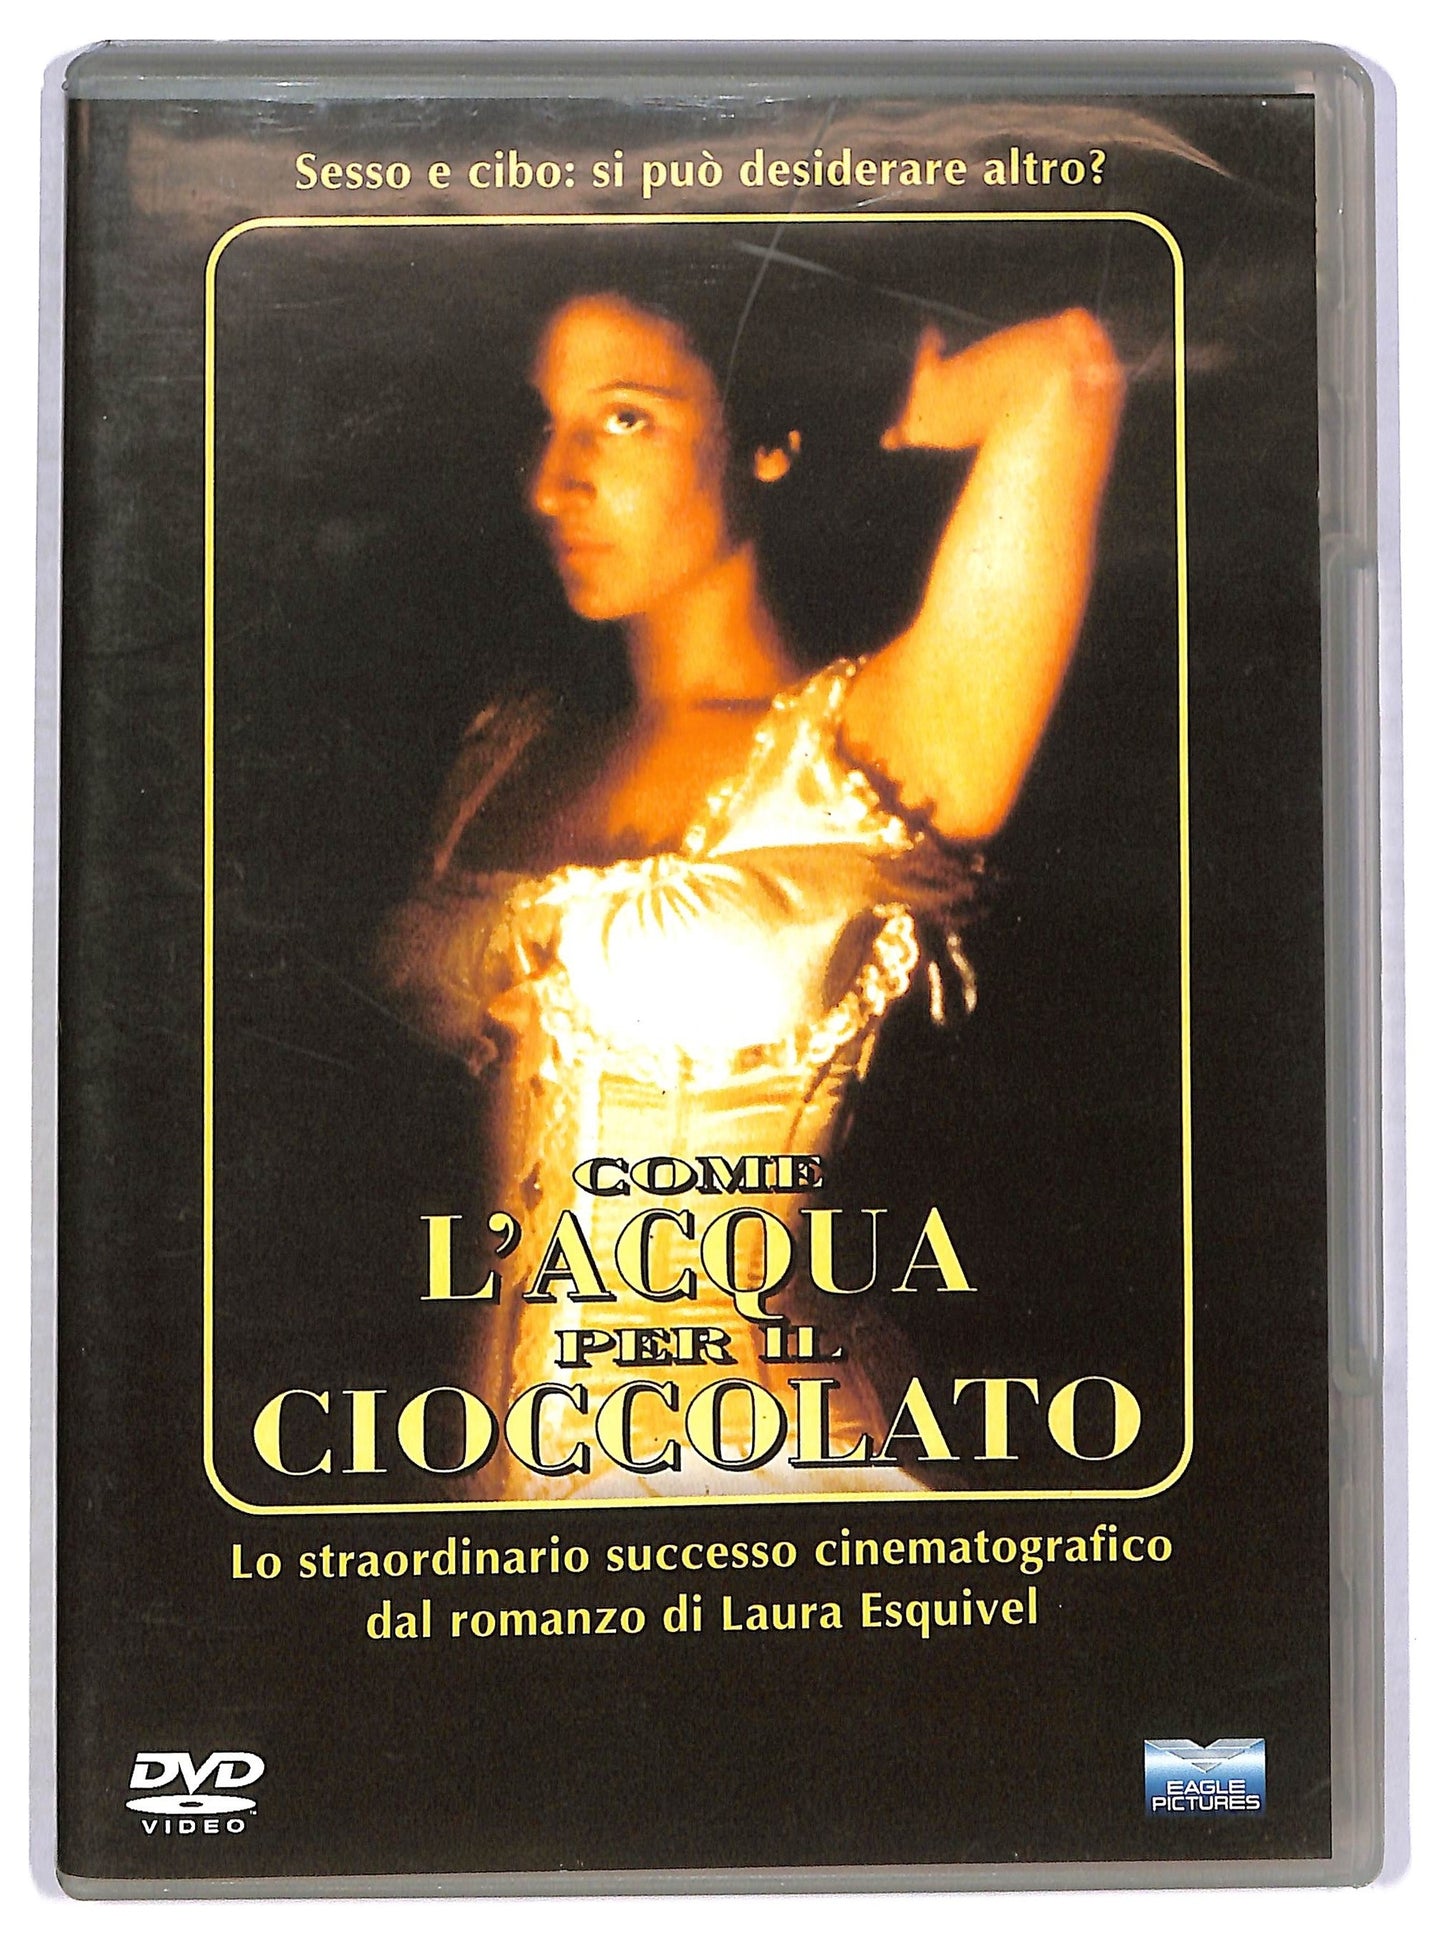 Sesso e cibo: si può desiderare altro?
COME
L'ACQUA
PER IL
CIOCCOLATO
Lo straordinario successo cinematografico
dal romanzo di Laura Esquivel
DVD
VIDEO
EAGLE
PICTURES